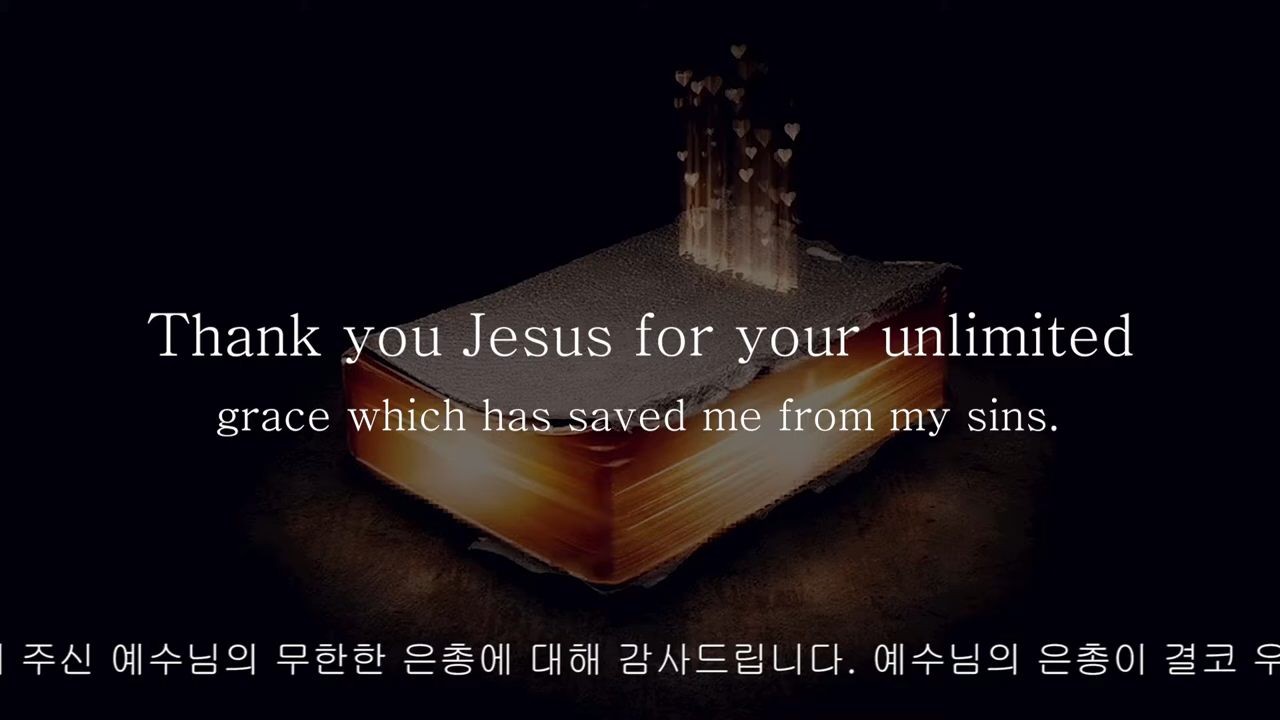 Thank you Jesus for your unlimited
grace which has saved me from my sins.
주신 예수님의 무한한 은총에 대해 감사드립니다. 예수님의 은총이 결코 우